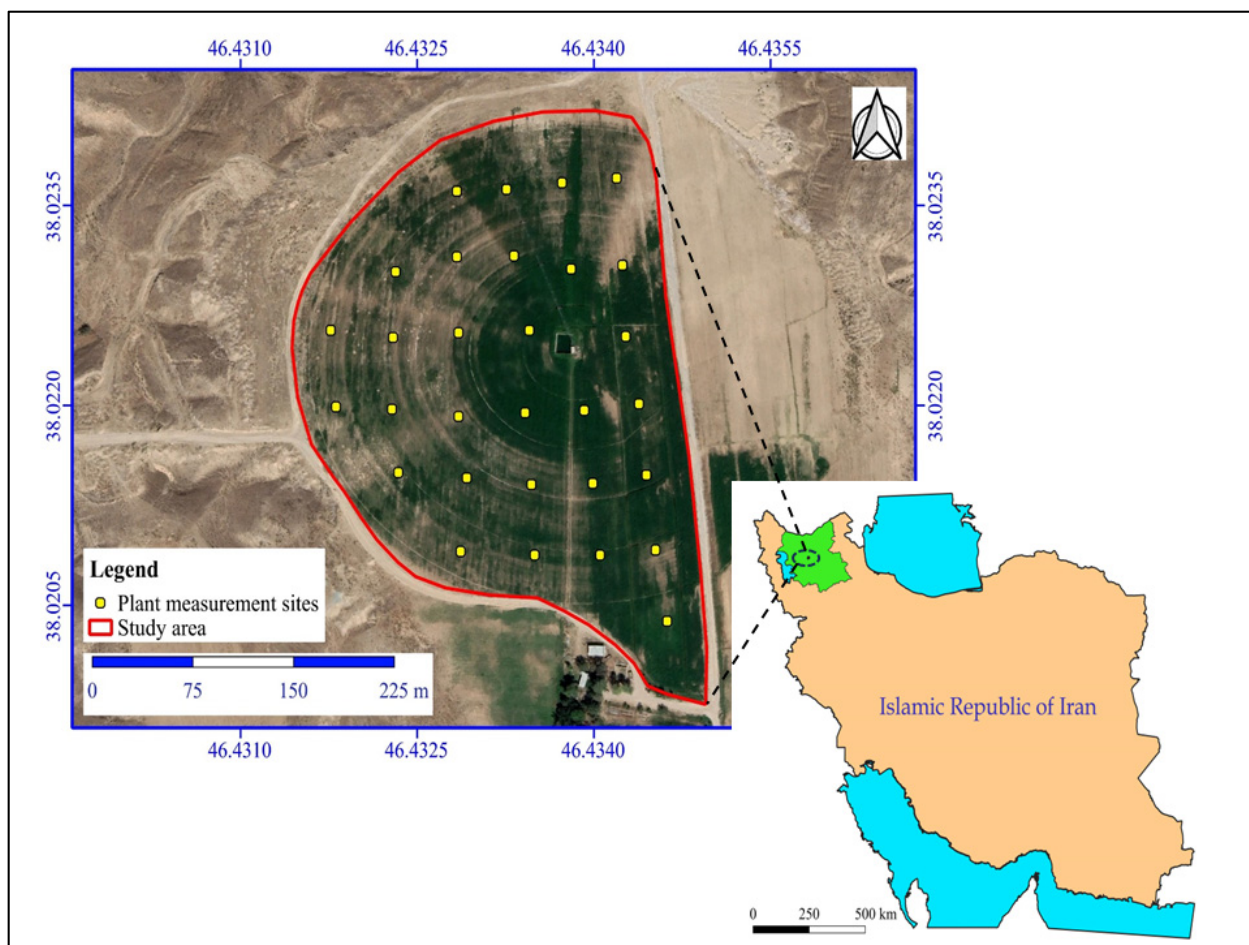 46.4310 46.4325 46.4340 46.4355
38.0235 38.0235
38.0220 38.0220
38.0205
Legend
Plant measurement sites
Study area
0 75 150 225 m
46.4310 46.4325 46.4340
Islamic Republic of Iran
0 250 500 km